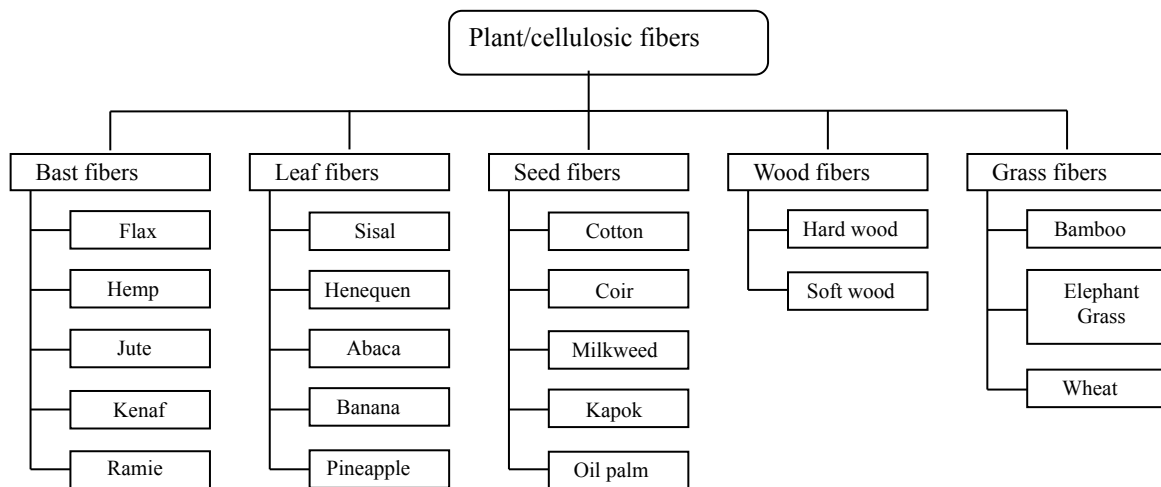 Plant/cellulosic fibers
Bast fibers
Flax
Hemp
Jute
Kenaf
Ramie
Leaf fibers
Sisal
Henequen
Abaca
Banana
Pineapple
Seed fibers
Cotton
Coir
Milkweed
Kapok
Oil palm
Wood fibers
Hard wood
Soft wood
Grass fibers
Bamboo
Elephant
Grass
Wheat